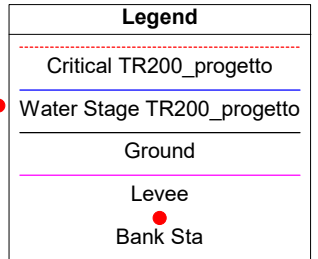 Legend
Critical TR200_progetto
Water Stage TR200_progetto
Ground
Levee
Bank Sta